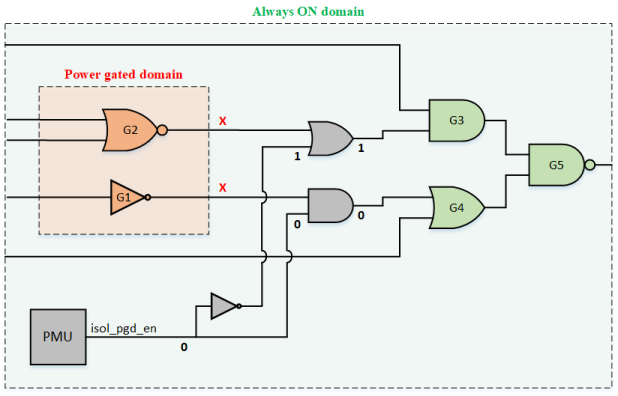 Always ON domain
Power gated domain
G2
X
G3
1
1
G5
X
G1
G4
0
0
PMU
isol_pgd_en
0